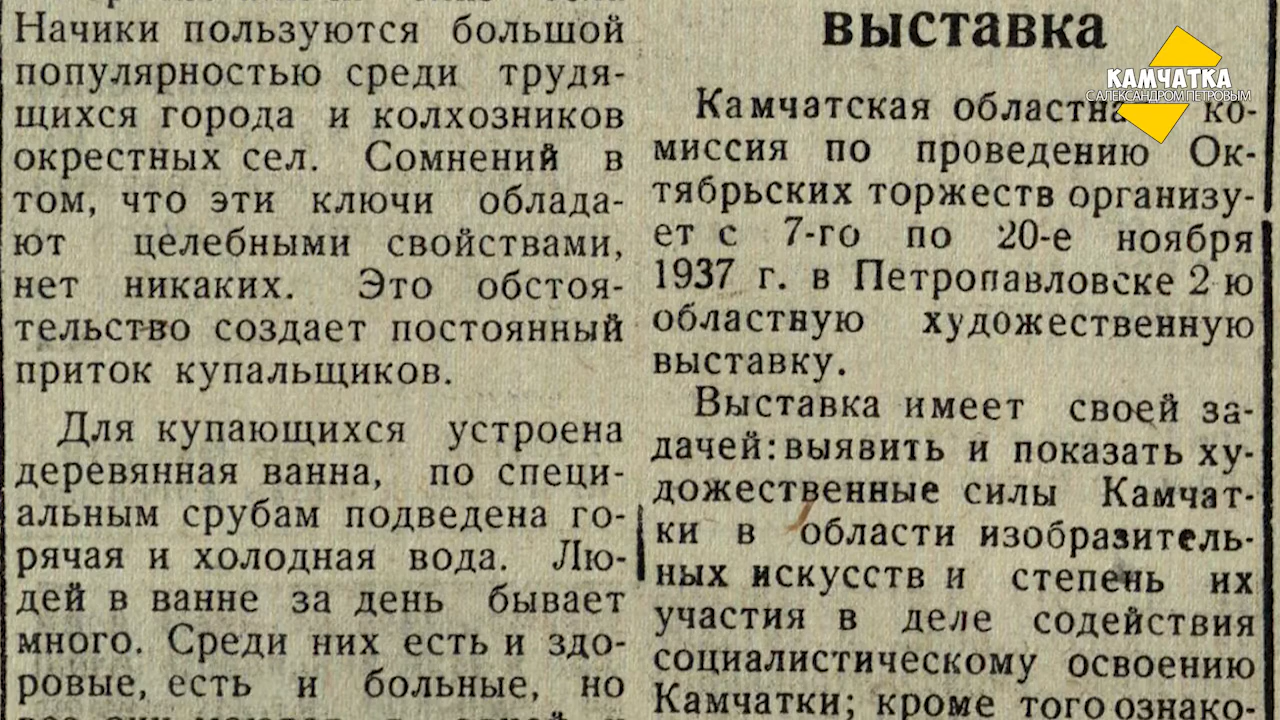 Начики пользуются большой
популярностью среди трудя-
щихся города и колхозников
окрестных сел. Сомнений в
том, что эти ключи облада-
ют целебными свойствами,
нет никаких. Это обстоя-
тельство создает постоянный
приток купальщиков.
Для купающихся устроена
деревянная ванна, по специ-
альным срубам подведена го-
рячая и холодная вода. Лю-
дей в ванне за день бывает
много. Среди них есть и здо-
ровые, есть и больные, но
выставка
Камчатская областная ко-
миссия по проведению Ок-
тябрьских торжеств организу-
ет с 7-го по 20-е ноября
1937 г. в Петропавловске 2-ю
областную художественную
выставку.
Выставка имеет своей за-
дачей: выявить и показать ху-
дожественные силы Камчат-
ки в области изобразитель-
ных искусств и степень их
участия в деле содействия
социалистическому освоению
Камчатки; кроме того ознако-
КАМЧАТКА
С АЛЕКСАНДРОМ ПЕТРОВЫМ